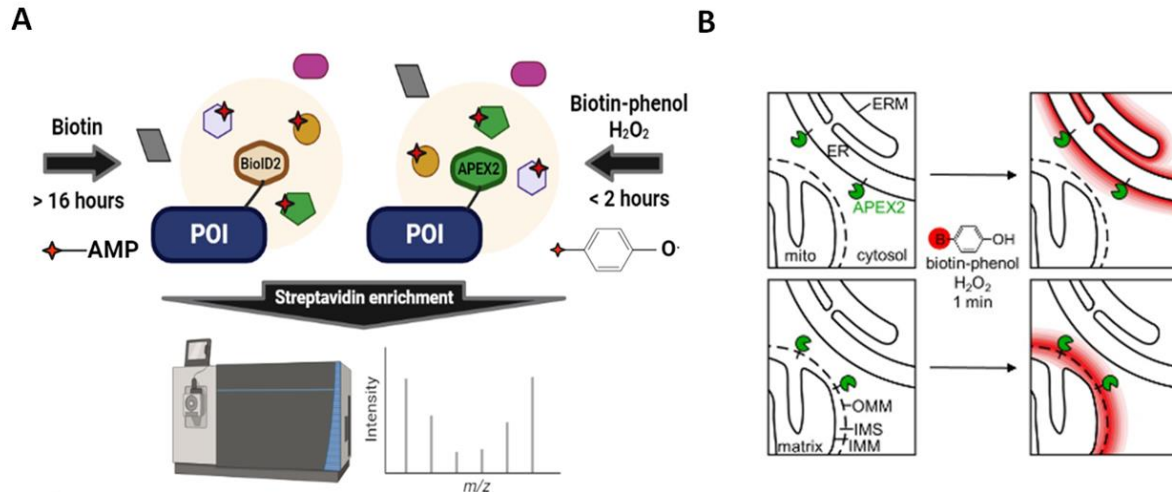 A
Biotin
> 16 hours
AMP
BioID2
POI
APEX2
POI
Biotin-phenol
H₂O₂
< 2 hours
O·
Streptavidin enrichment
Intensity
m/z
B
ERM
ER
APEX2
mito
cytosol
B
OH
biotin-phenol
H₂O₂
1 min
OMM
IMS
IMM
matrix